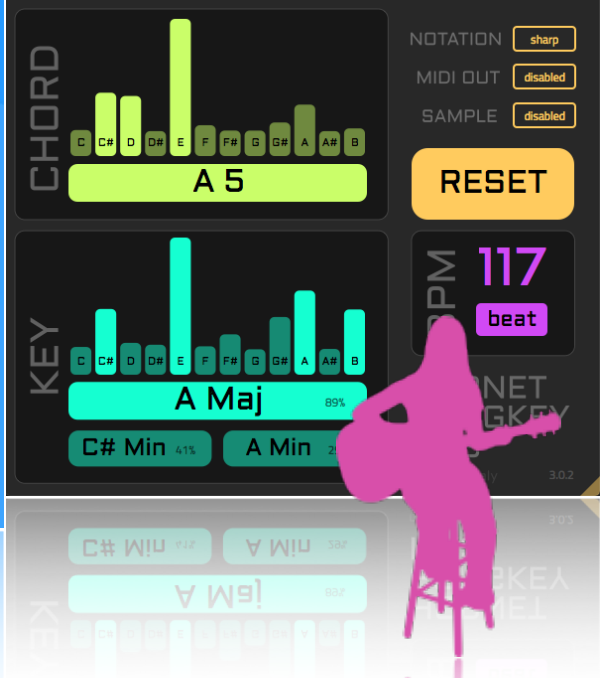 CHORD
C C# D D# E F F# G G# A A# B
A 5
NOTATION sharp
MIDI OUT disabled
SAMPLE disabled
RESET
KEY
C C# D D# E F F# G G# A A# B
A Maj 89%
C# Min 41% A Min
117
beat
3.0.2